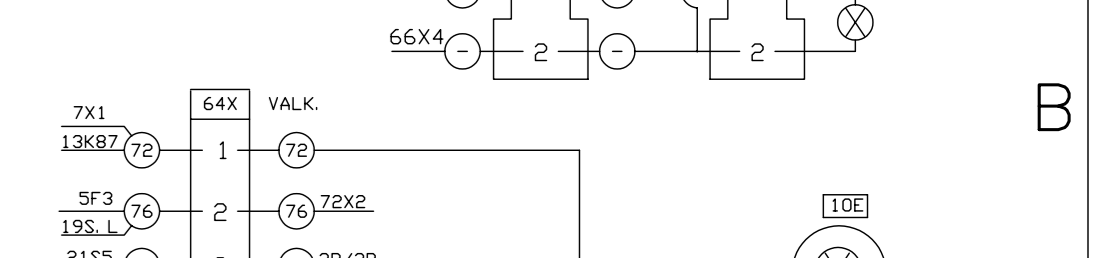 66X4 - 2 - 2
B
64X VALK.
7X1
13K87 72 1 72
5F3
76 2 76 72X2
19S. L
10E